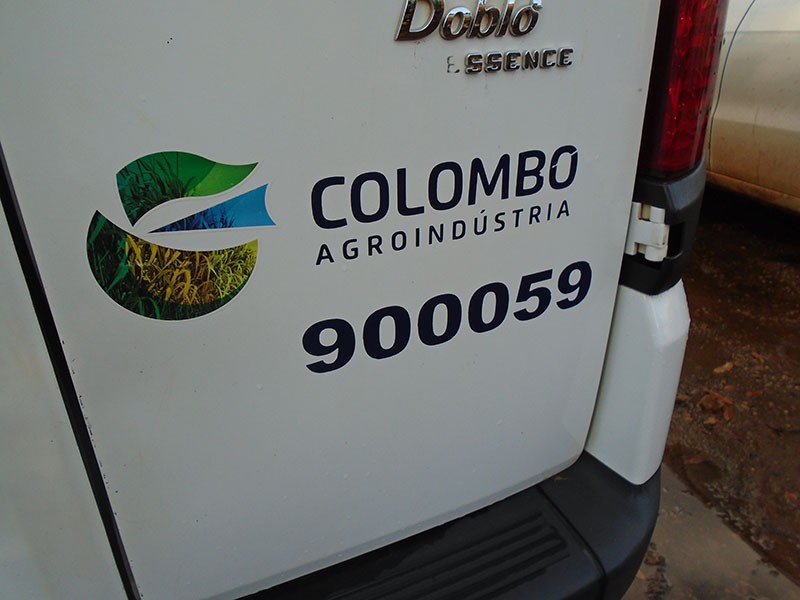 Doblò
ESSENCE
COLOMBO
AGROINDÚSTRIA
900059